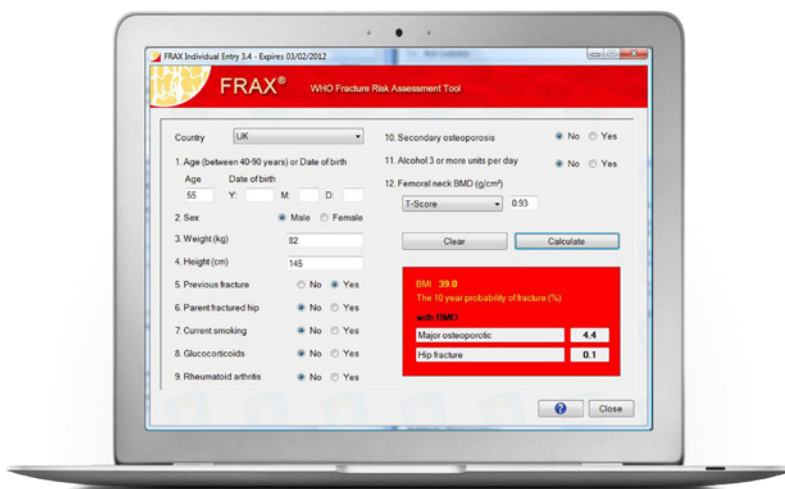 FRAX Individual Entry 3.4 - Expires 03/02/2012
FRAX® WHO Fracture Risk Assessment Tool
Country UK
1. Age (between 40-90 years) or Date of birth
Age Date of birth
55 Y: M: D:
2. Sex Male Female
3. Weight (kg) 82
4. Height (cm) 145
5. Previous fracture No Yes
6. Parent fractured hip No Yes
7. Current smoking No Yes
8. Glucocorticoids No Yes
9. Rheumatoid arthritis No Yes
10. Secondary osteoporosis No Yes
11. Alcohol 3 or more units per day No Yes
12. Femoral neck BMD (g/cm²)
T-Score 0.93
Clear Calculate
BMI 39.0
The 10 year probability of fracture (%)
with BMD
Major osteoporotic 4.4
Hip fracture 0.1
? Close